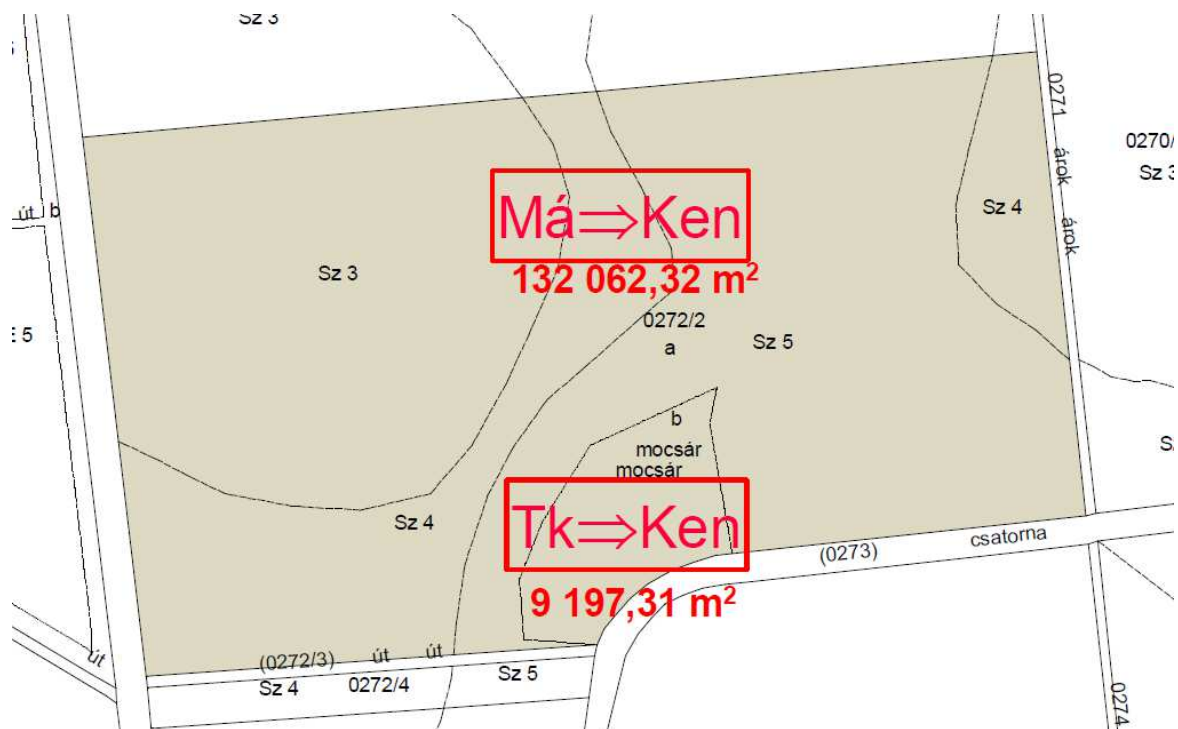 Sz 3
0271 árok árok
0270/
Sz 3
út b
Sz 4
Má⇒Ken
132 062,32 m²
Sz 3
0272/2
a
Sz 5
5
b
mocsár
mocsár
Sz 4
Tk⇒Ken
9 197,31 m²
(0273)
csatorna
út
(0272/3) út út
Sz 4
0272/4
Sz 5
0274